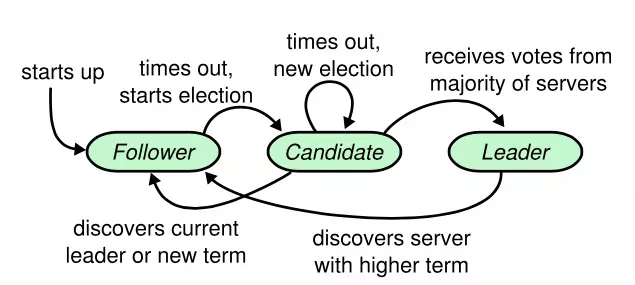 starts up
times out,
starts election
times out,
new election
receives votes from
majority of servers
Follower
Candidate
Leader
discovers current
leader or new term
discovers server
with higher term